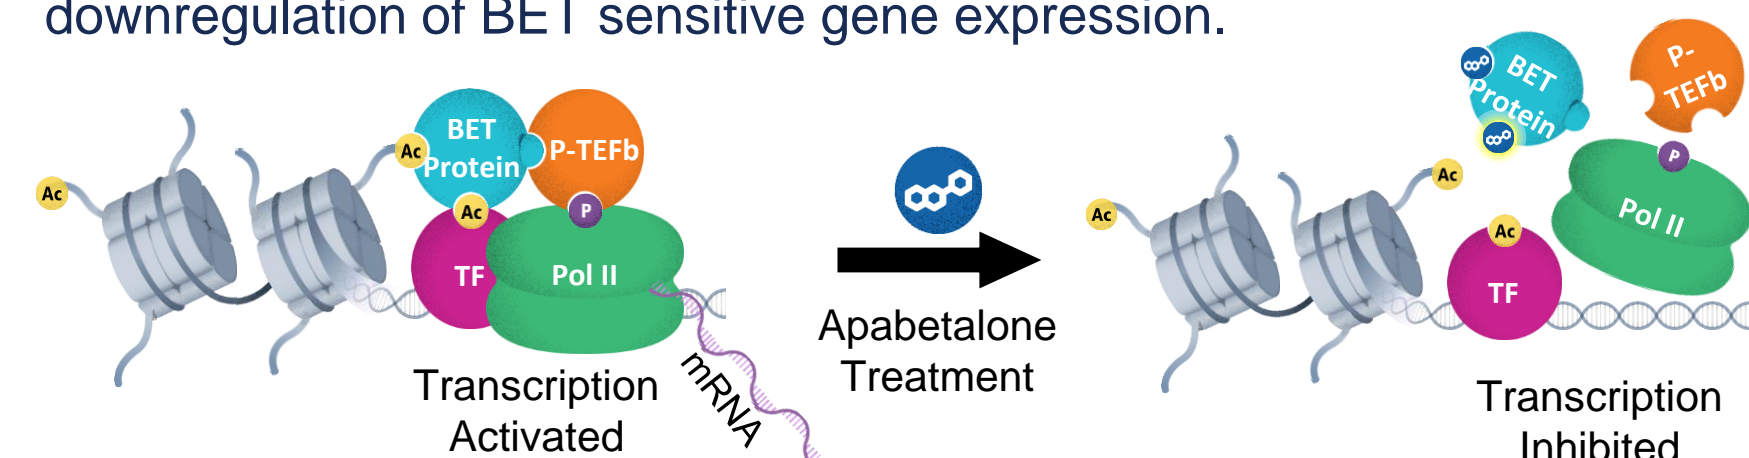 downregulation of BET sensitive gene expression.
Ac
Ac
BET
Protein
P-TEFb
Ac
P
TF
Pol II
mRNA
Transcription
Activated
Apabetalone
Treatment
BET
Protein
P-
TEFb
P
Pol II
Ac
Ac
Ac
TF
Transcription
Inhibited